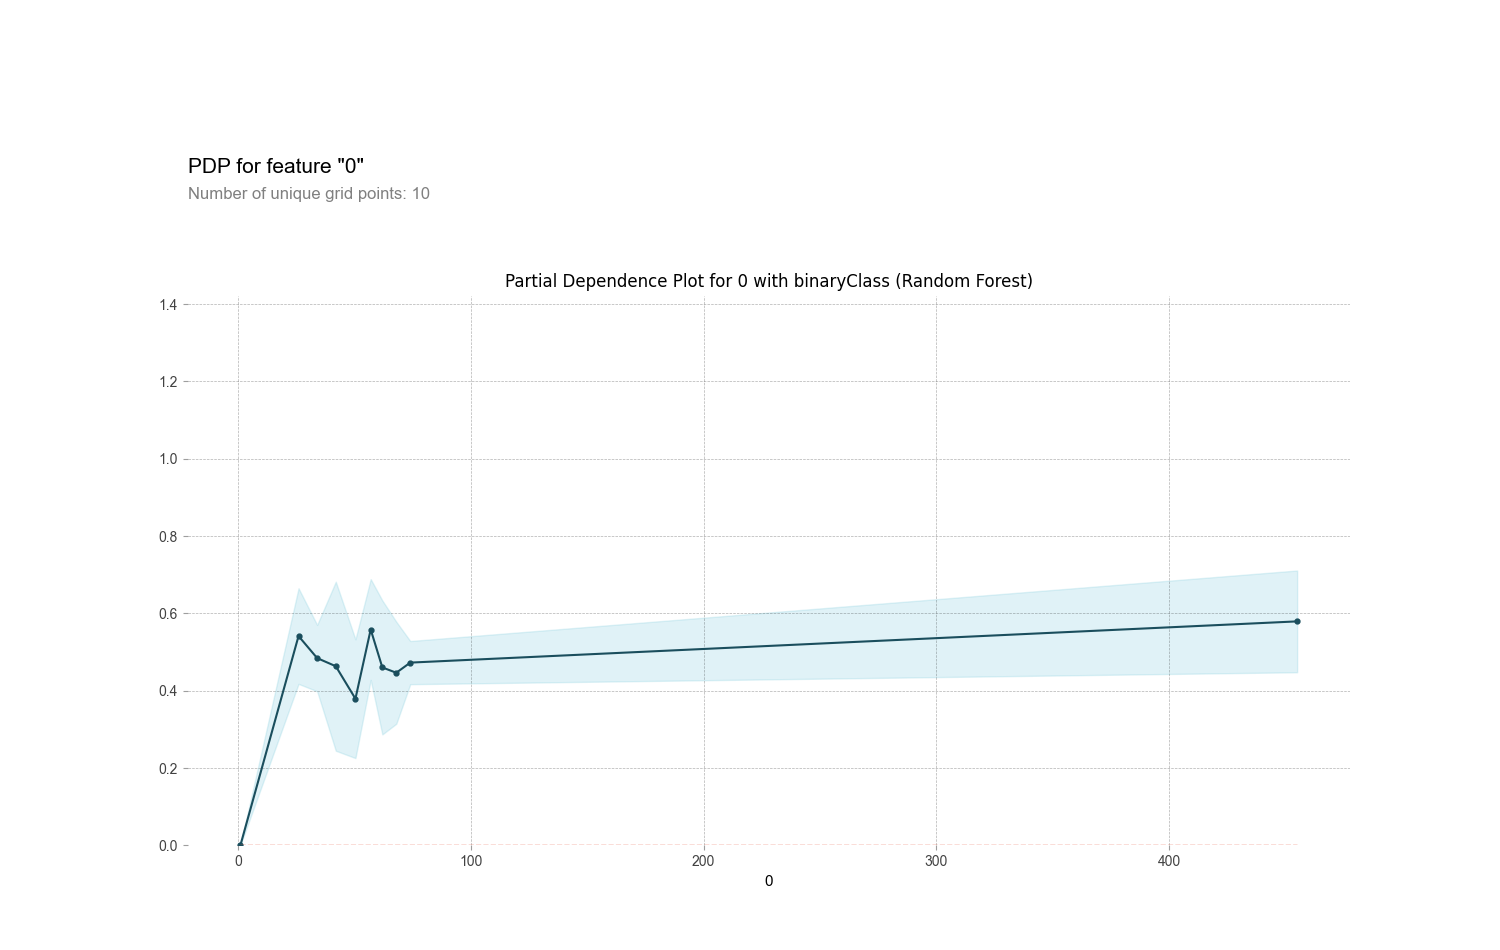 PDP for feature "0"
Number of unique grid points: 10
Partial Dependence Plot for 0 with binaryClass (Random Forest)
1.4
1.2
1.0
0.8
0.6
0.4
0.2
0.0
0 100 200 300 400
0